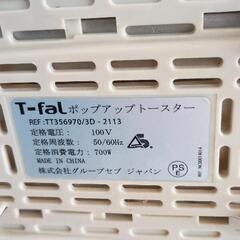 T-fal ポップアップトースター
REF:TT356970/3D - 2113
定格電圧： 100V
定格周波数： 50/60Hz
定格消費電力： 700W
MADE IN CHINA
株式会社グループセブ ジャパン
PS
E